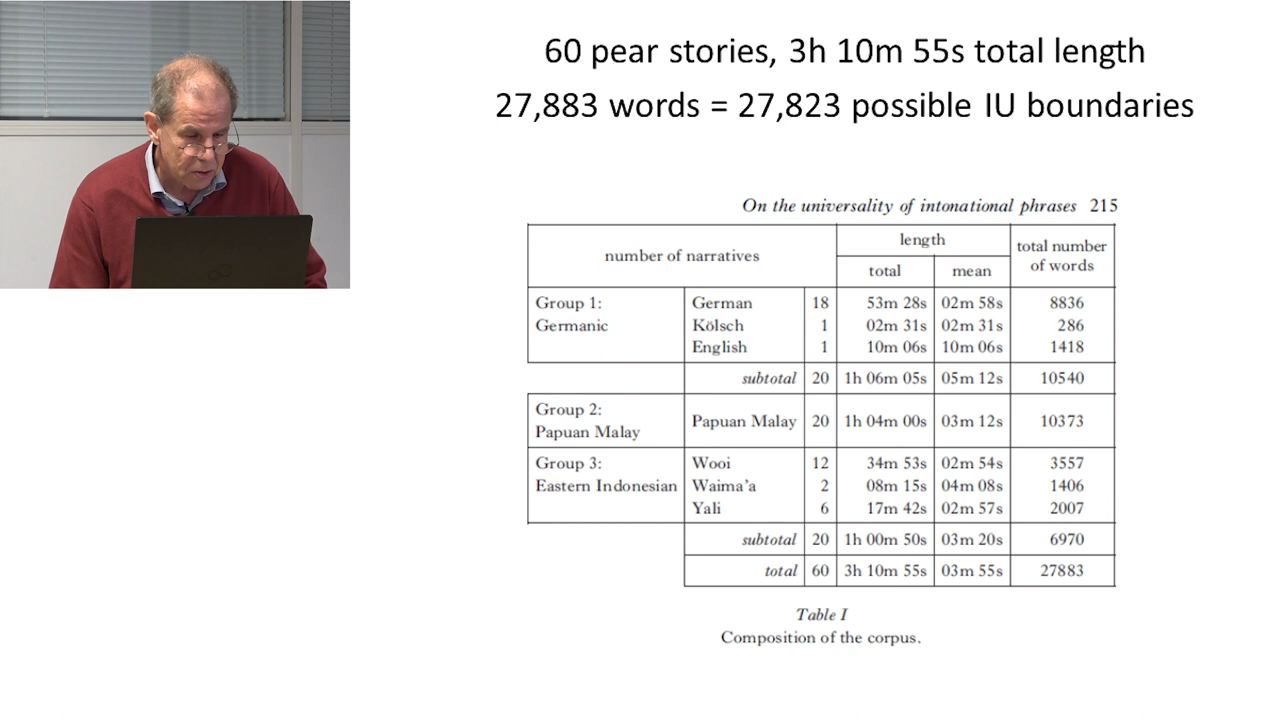 60 pear stories, 3h 10m 55s total length
27,883 words = 27,823 possible IU boundaries
On the universality of intonational phrases 215
number of narratives length total number of words
total mean
Group 1: Germanic German 18 53m 28s 02m 58s 8836
Kölsch 1 02m 31s 02m 31s 286
English 1 10m 06s 10m 06s 1418
subtotal 20 1h 06m 05s 05m 12s 10540
Group 2: Papuan Malay Papuan Malay 20 1h 04m 00s 03m 12s 10373
Group 3: Eastern Indonesian Wooi 12 34m 53s 02m 54s 3557
Waima'a 2 08m 15s 04m 08s 1406
Yali 6 17m 42s 02m 57s 2007
subtotal 20 1h 00m 50s 03m 20s 6970
total 60 3h 10m 55s 03m 55s 27883
Table I
Composition of the corpus.